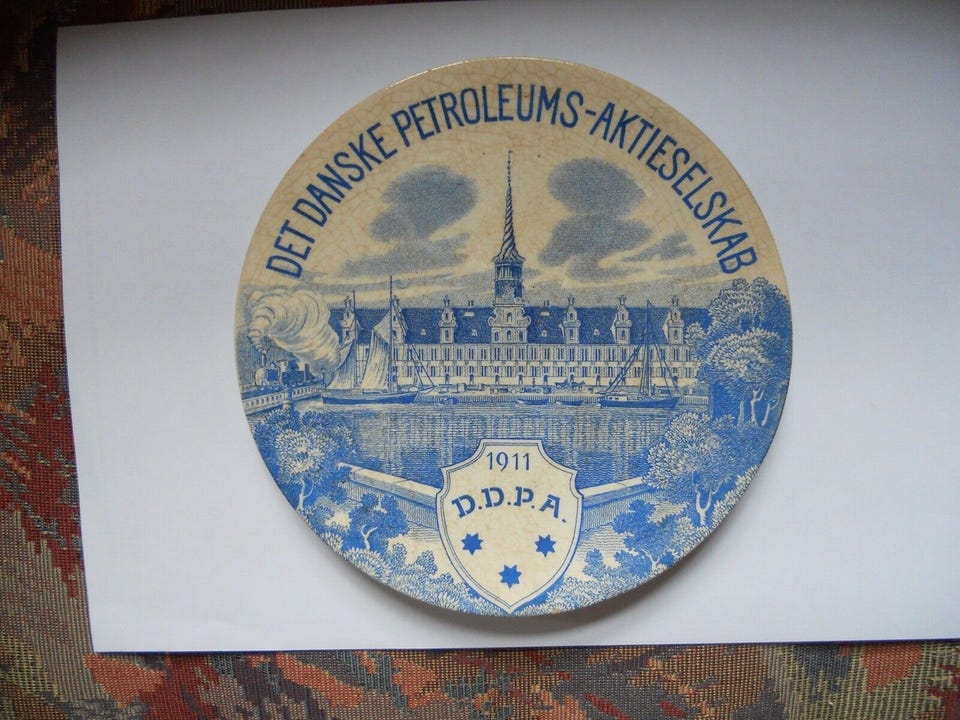 DET DANSKE PETROLEUMS-AKTIESELSKAB
1911
D.D.P.A.